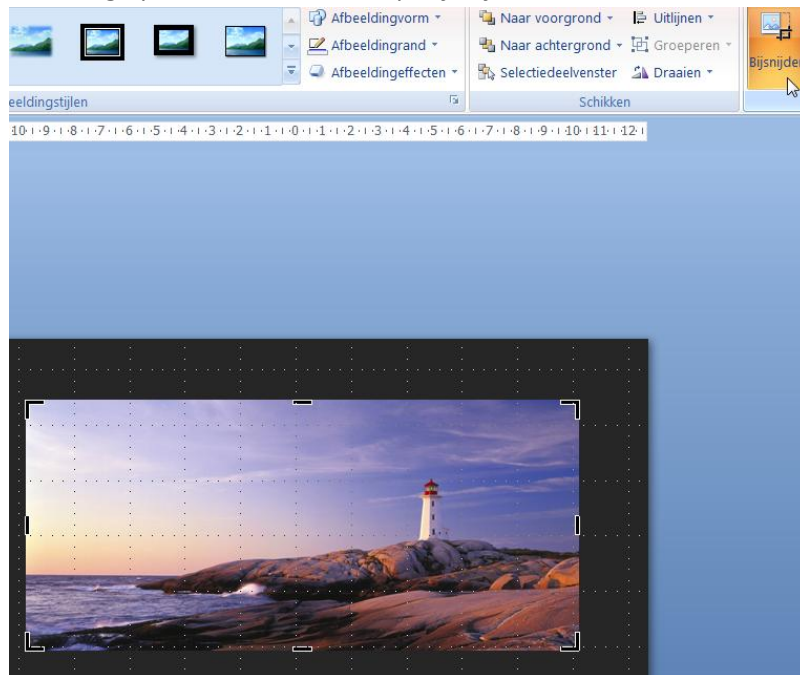 Afbeeldingvorm
Naar voorgrond
Uitlijnen
Afbeeldingrand
Naar achtergrond
Groeperen
Bijsnijden
Afbeeldingeffecten
Selectiedeelvenster
Draaien
eeldingstijlen
Schikken
10 9 8 7 6 5 4 3 2 1 0 1 2 3 4 5 6 7 8 9 10 11 12